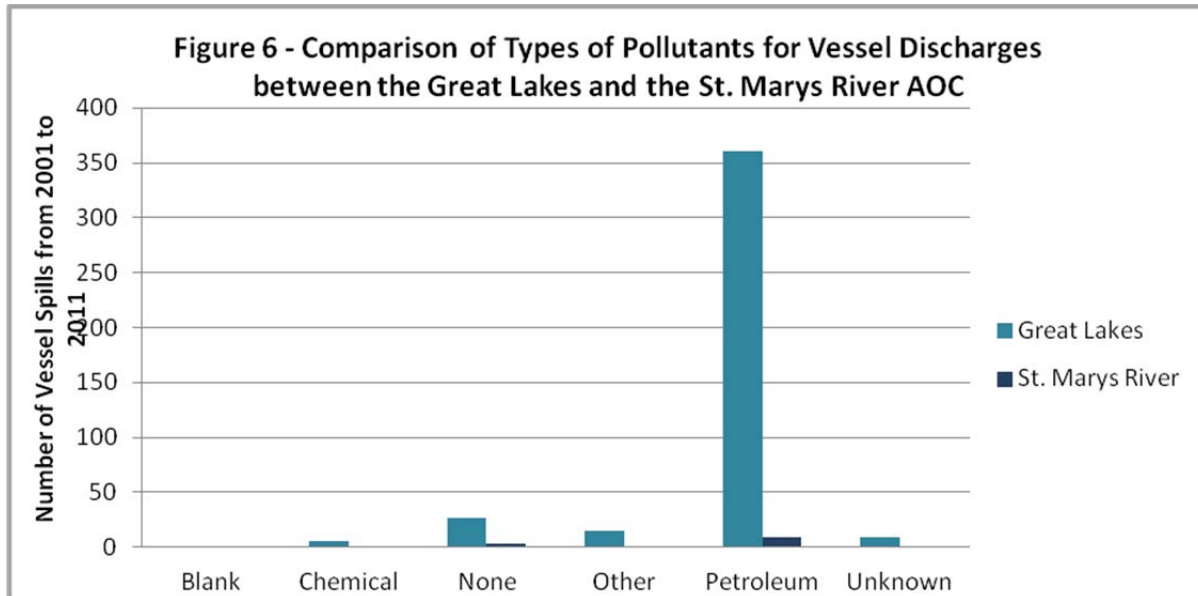 Figure 6 - Comparison of Types of Pollutants for Vessel Discharges
between the Great Lakes and the St. Marys River AOC
Number of Vessel Spills from 2001 to
2011
400
350
300
250
200
150
100
50
0
Blank Chemical None Other Petroleum Unknown
Great Lakes
St. Marys River